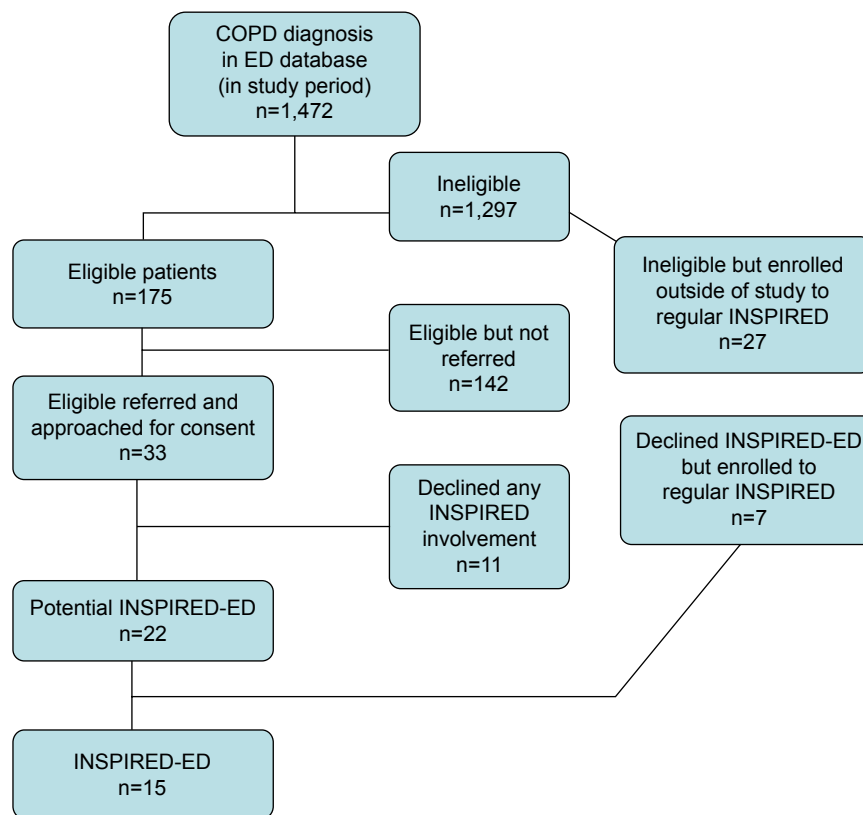 COPD diagnosis
in ED database
(in study period)
n=1,472
Ineligible
n=1,297
Eligible patients
n=175
Ineligible but enrolled
outside of study to
regular INSPIRED
n=27
Eligible but not
referred
n=142
Eligible referred and
approached for consent
n=33
Declined INSPIRED-ED
but enrolled to
regular INSPIRED
n=7
Declined any
INSPIRED
involvement
n=11
Potential INSPIRED-ED
n=22
INSPIRED-ED
n=15